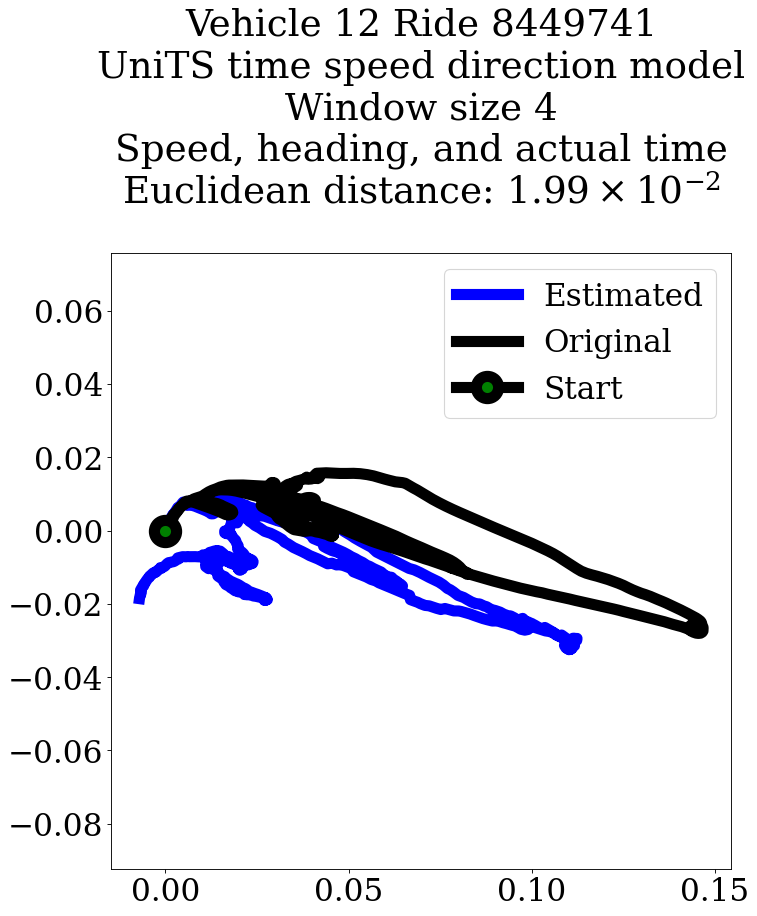 Vehicle 12 Ride 8449741
UniTS time speed direction model
Window size 4
Speed, heading, and actual time
Euclidean distance: 1.99 × 10⁻²
Estimated
Original
Start
0.06
0.04
0.02
0.00
−0.02
−0.04
−0.06
−0.08
0.00 0.05 0.10 0.15